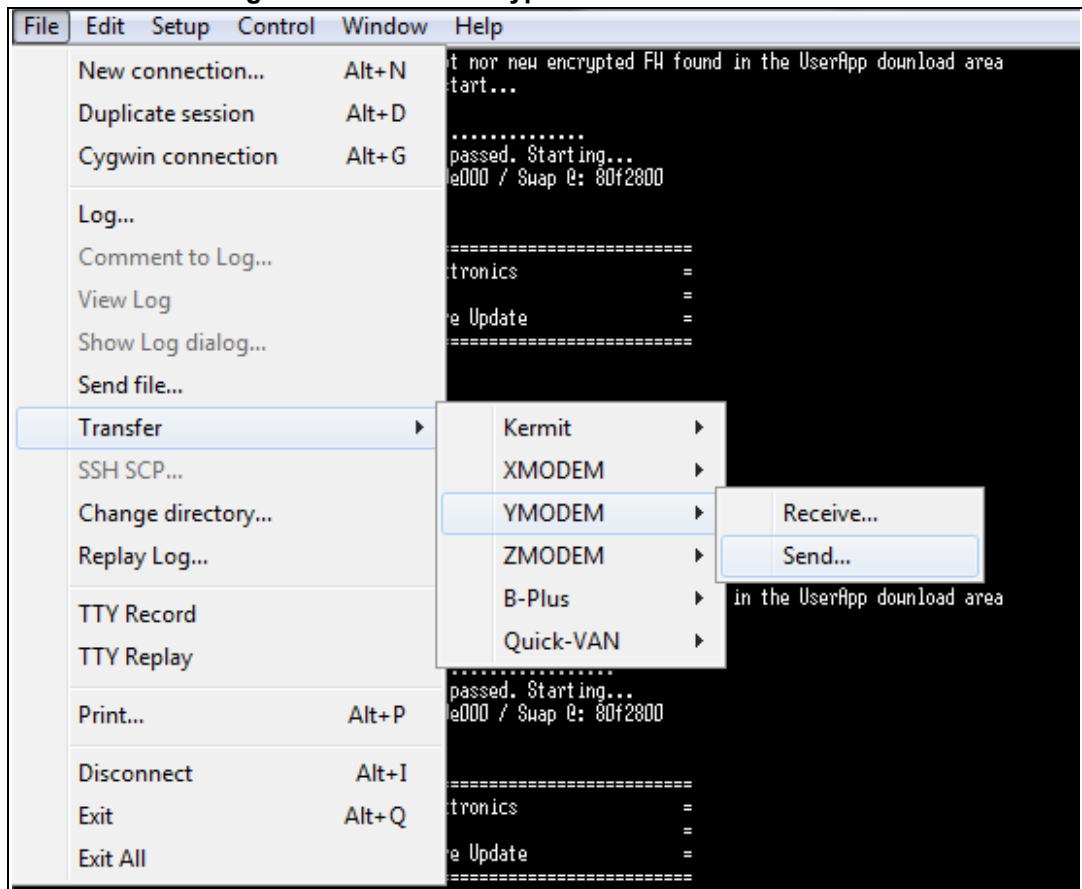 File Edit Setup Control Window Help
New connection... Alt+N
Duplicate session Alt+D
Cygwin connection Alt+G
Log...
Comment to Log...
View Log
Show Log dialog...
Send file...
Transfer
SSH SCP...
Change directory...
Replay Log...
TTY Record
TTY Replay
Print... Alt+P
Disconnect Alt+I
Exit Alt+Q
Exit All
Kermit
XMODEM
YMODEM
ZMODEM
B-Plus
Quick-VAN
Receive...
Send...
nor new encrypted FW found in the UserApp download area
tart...
..............
passed. Starting...
e000 / Swap @: 80f2800
=========================
tronics =
=
e Update =
=========================
in the UserApp download area
.................
passed. Starting...
e000 / Swap @: 80f2800
=========================
tronics =
=
e Update =
=========================